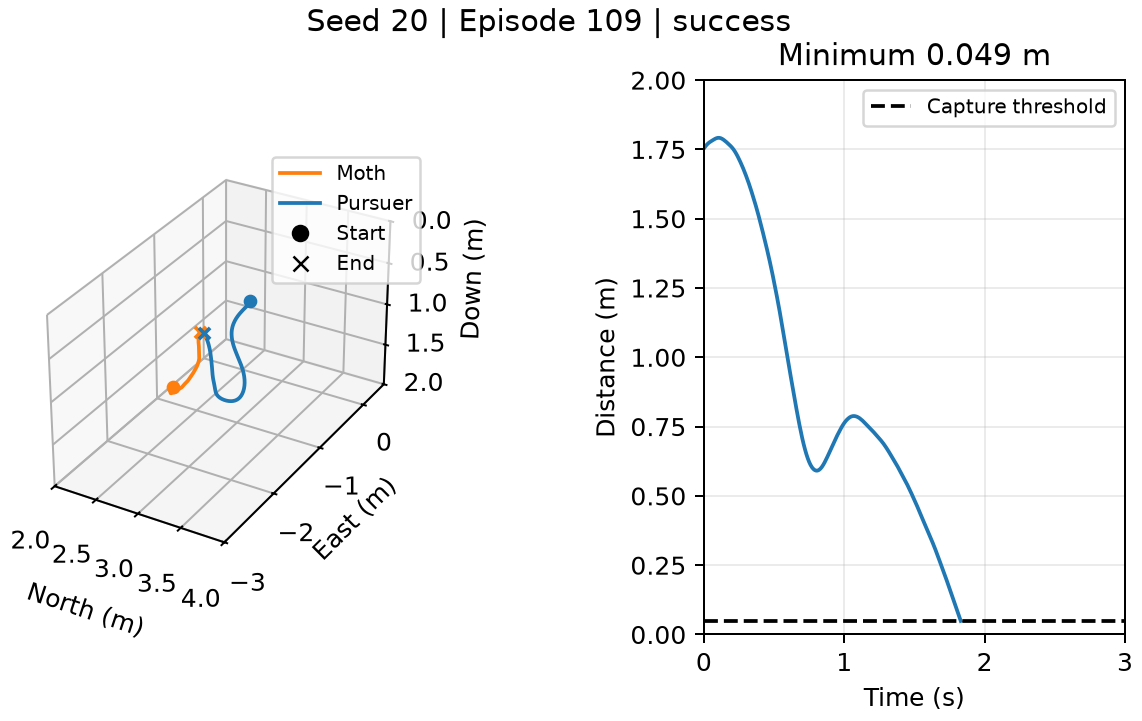 Seed 20 | Episode 109 | success
Moth
Pursuer
Start
End
0.0
0.5
1.0
1.5
2.0
Down (m)
0
−1
−2
−3
East (m)
2.0
2.5
3.0
3.5
4.0
North (m)
Minimum 0.049 m
Capture threshold
2.00
1.75
1.50
1.25
1.00
0.75
0.50
0.25
0.00
Distance (m)
0
1
2
3
Time (s)